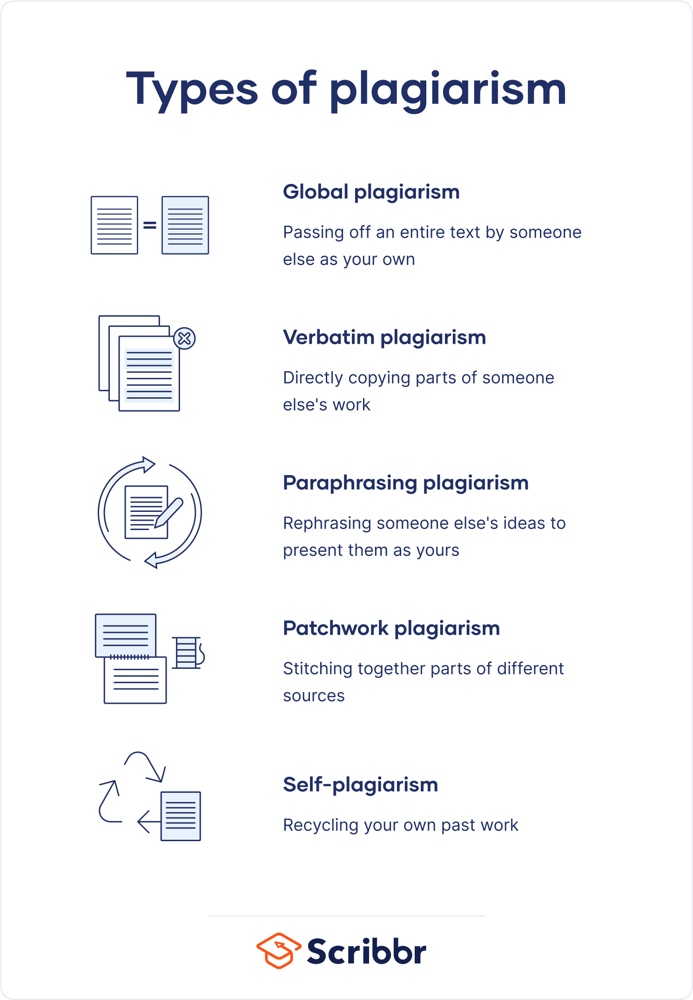 Types of plagiarism
Global plagiarism
Passing off an entire text by someone
else as your own
Verbatim plagiarism
Directly copying parts of someone
else's work
Paraphrasing plagiarism
Rephrasing someone else's ideas to
present them as yours
Patchwork plagiarism
Stitching together parts of different
sources
Self-plagiarism
Recycling your own past work
Scribbr